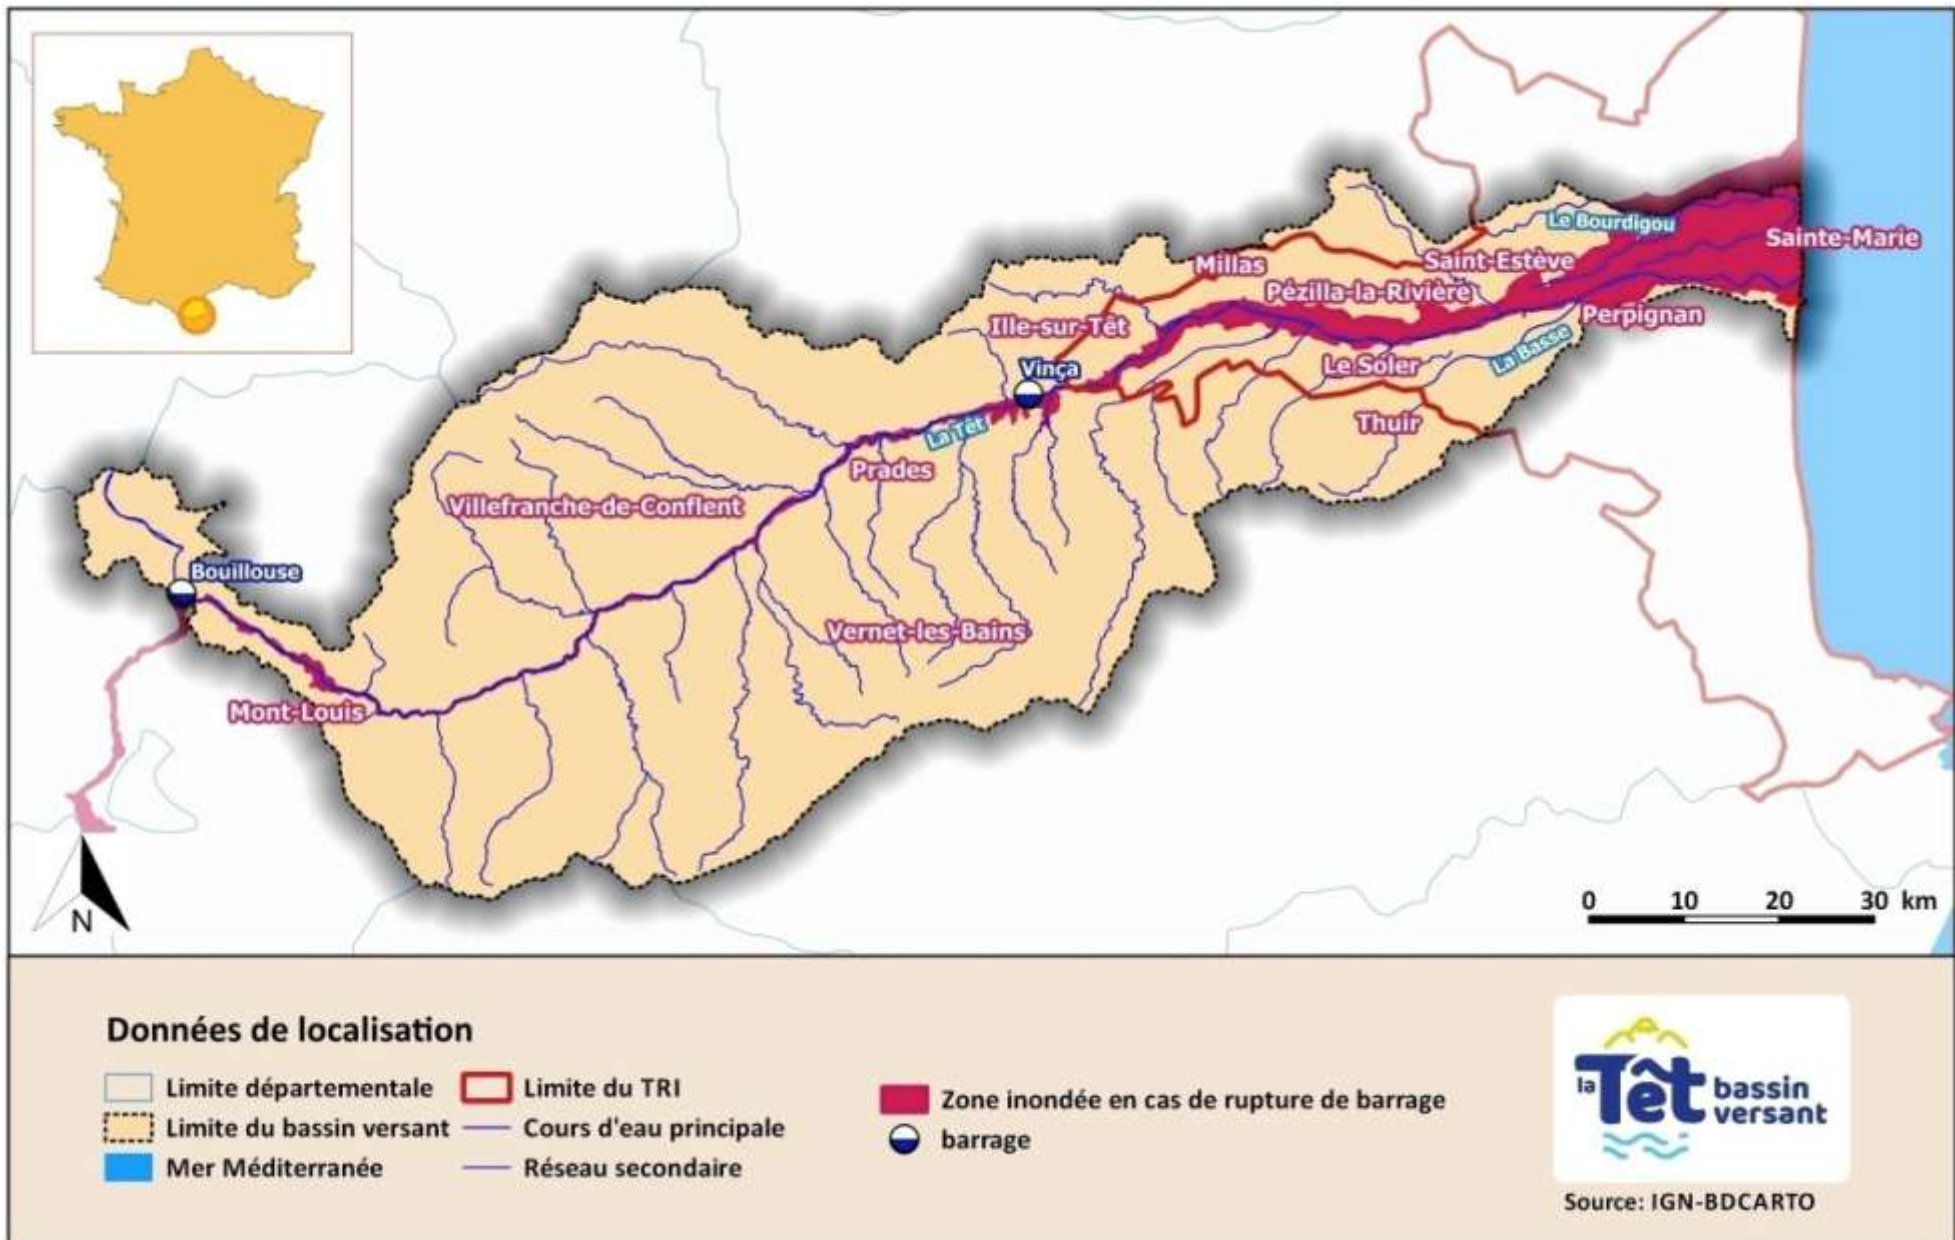 Le Bourdigou
Sainte-Marie
Millas
Saint-Estève
Pézilla-la-Rivière
Ille-sur-Têt
Perpignan
La Basse
Le Soler
Vinça
Thuir
La Têt
Prades
Villefranche-de-Conflent
Bouillouse
Vernet-les-Bains
Mont-Louis
N
0 10 20 30 km
Données de localisation
Limite départementale
Limite du bassin versant
Mer Méditerranée
Limite du TRI
Cours d'eau principale
Réseau secondaire
Zone inondée en cas de rupture de barrage
barrage
la Têt bassin
versant
Source: IGN-BDCARTO